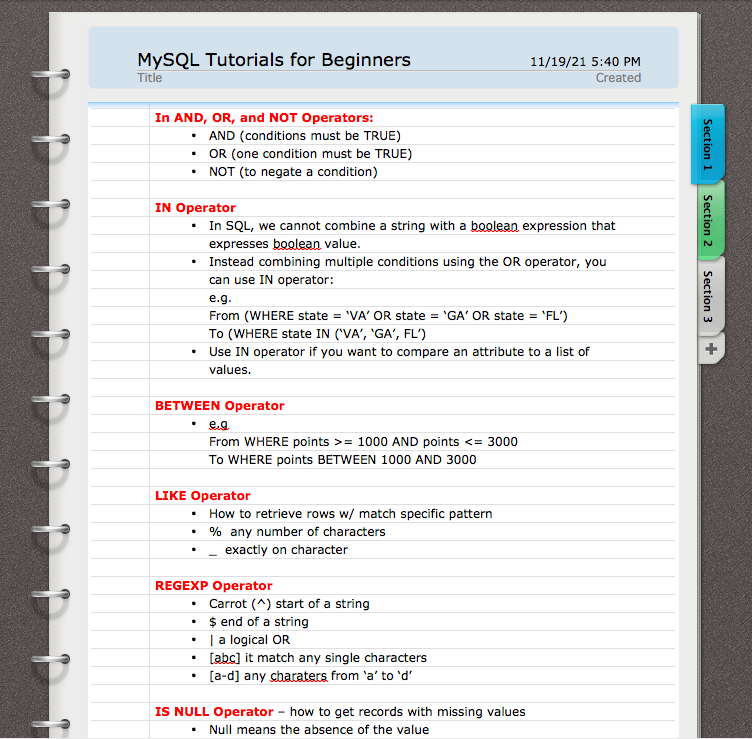 MySQL Tutorials for Beginners
11/19/21 5:40 PM
Title
Created
In AND, OR, and NOT Operators:
• AND (conditions must be TRUE)
• OR (one condition must be TRUE)
• NOT (to negate a condition)
IN Operator
• In SQL, we cannot combine a string with a boolean expression that
expresses boolean value.
• Instead combining multiple conditions using the OR operator, you
can use IN operator:
e.g.
From (WHERE state = ‘VA’ OR state = ‘GA’ OR state = ‘FL’)
To (WHERE state IN (‘VA’, ‘GA’, FL’)
• Use IN operator if you want to compare an attribute to a list of
values.
BETWEEN Operator
• e.g
From WHERE points >= 1000 AND points <= 3000
To WHERE points BETWEEN 1000 AND 3000
LIKE Operator
• How to retrieve rows w/ match specific pattern
• %  any number of characters
• _  exactly on character
REGEXP Operator
• Carrot (^) start of a string
• $ end of a string
• | a logical OR
• [abc] it match any single characters
• [a-d] any charaters from ‘a’ to ‘d’
IS NULL Operator – how to get records with missing values
• Null means the absence of the value
Section 1
Section 2
Section 3
+